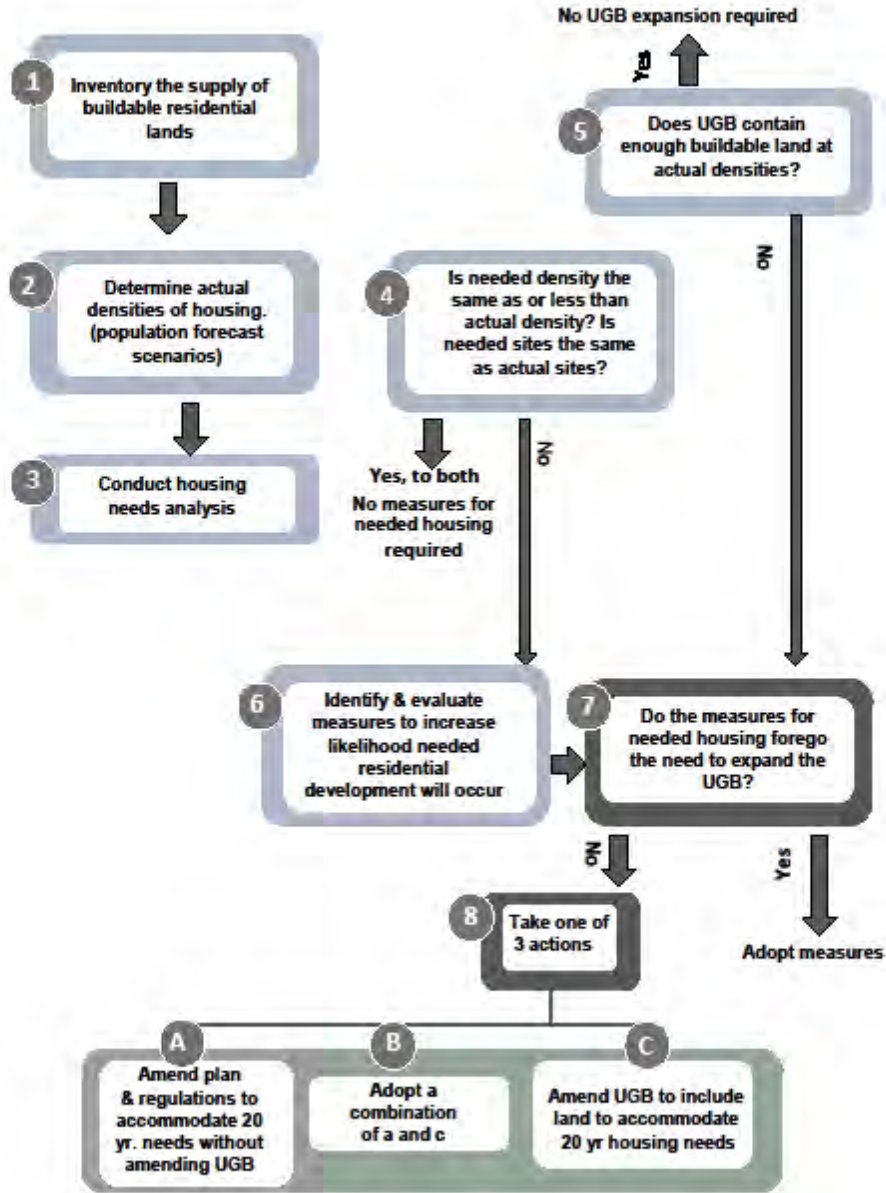 1
Inventory the supply of
buildable residential
lands
2
Determine actual
densities of housing.
(population forecast
scenarios)
3
Conduct housing
needs analysis
No UGB expansion required
Yes
5
Does UGB contain
enough buildable land at
actual densities?
No
4
Is needed density the
same as or less than
actual density? Is
needed sites the same
as actual sites?
Yes, to both
No measures for
needed housing
required
No
6
Identify & evaluate
measures to increase
likelihood needed
residential
development will occur
7
Do the measures for
needed housing forego
the need to expand the
UGB?
No
Yes
Adopt measures
8
Take one of
3 actions
A
Amend plan
& regulations to
accommodate 20
yr. needs without
amending UGB
B
Adopt a
combination
of a and c
C
Amend UGB to include
land to accommodate
20 yr housing needs